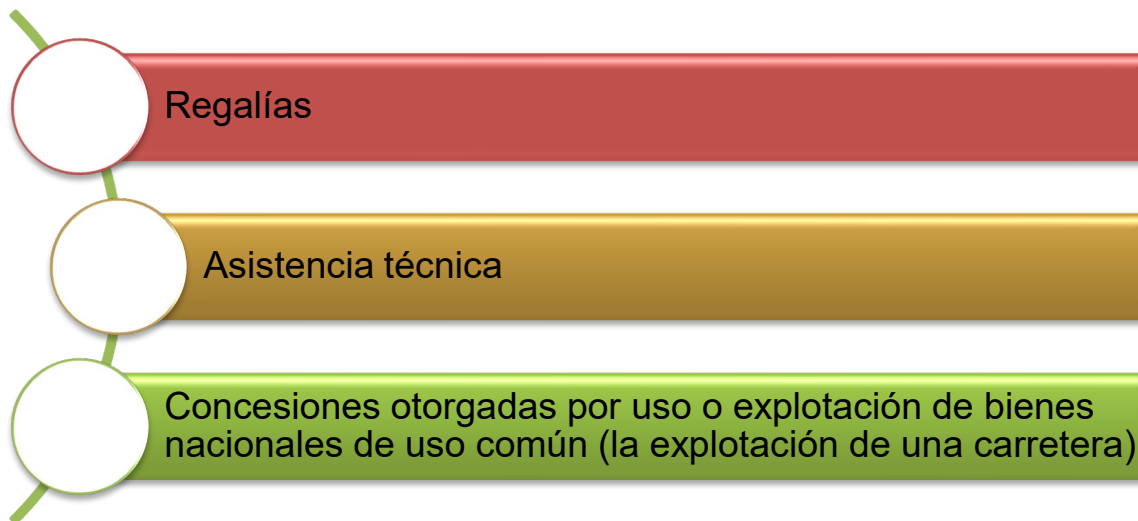 Regalías
Asistencia técnica
Concesiones otorgadas por uso o explotación de bienes
nacionales de uso común (la explotación de una carretera)